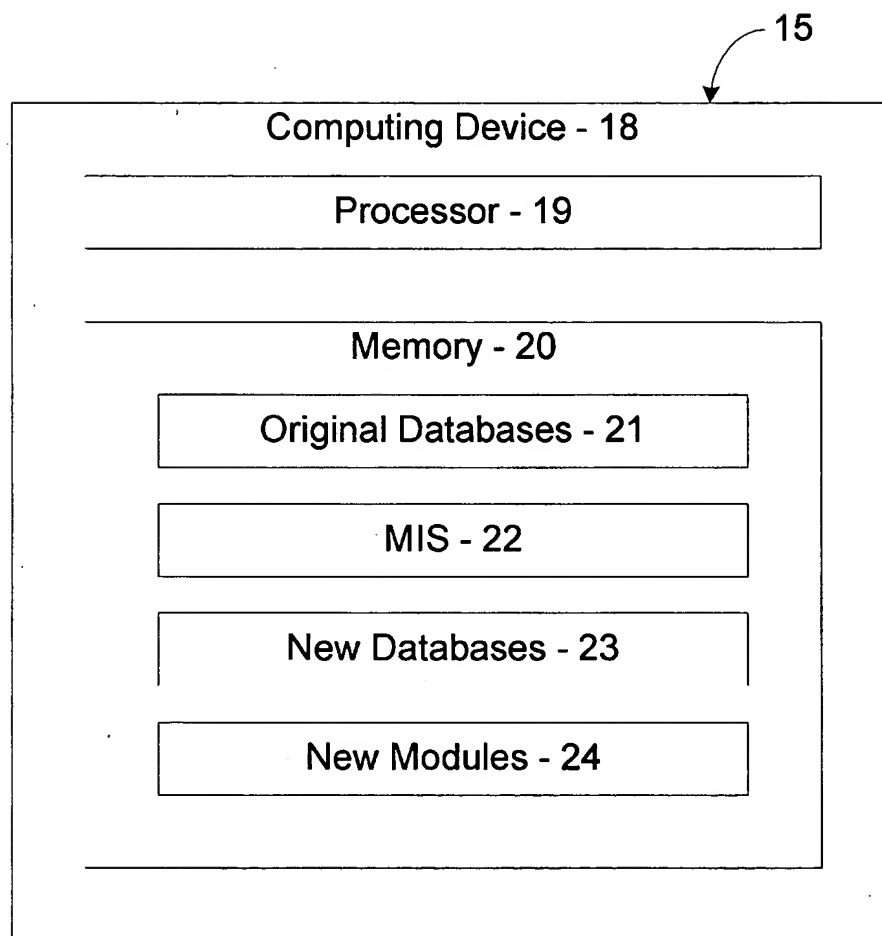 15
Computing Device - 18
Processor - 19
Memory - 20
Original Databases - 21
MIS - 22
New Databases - 23
New Modules - 24